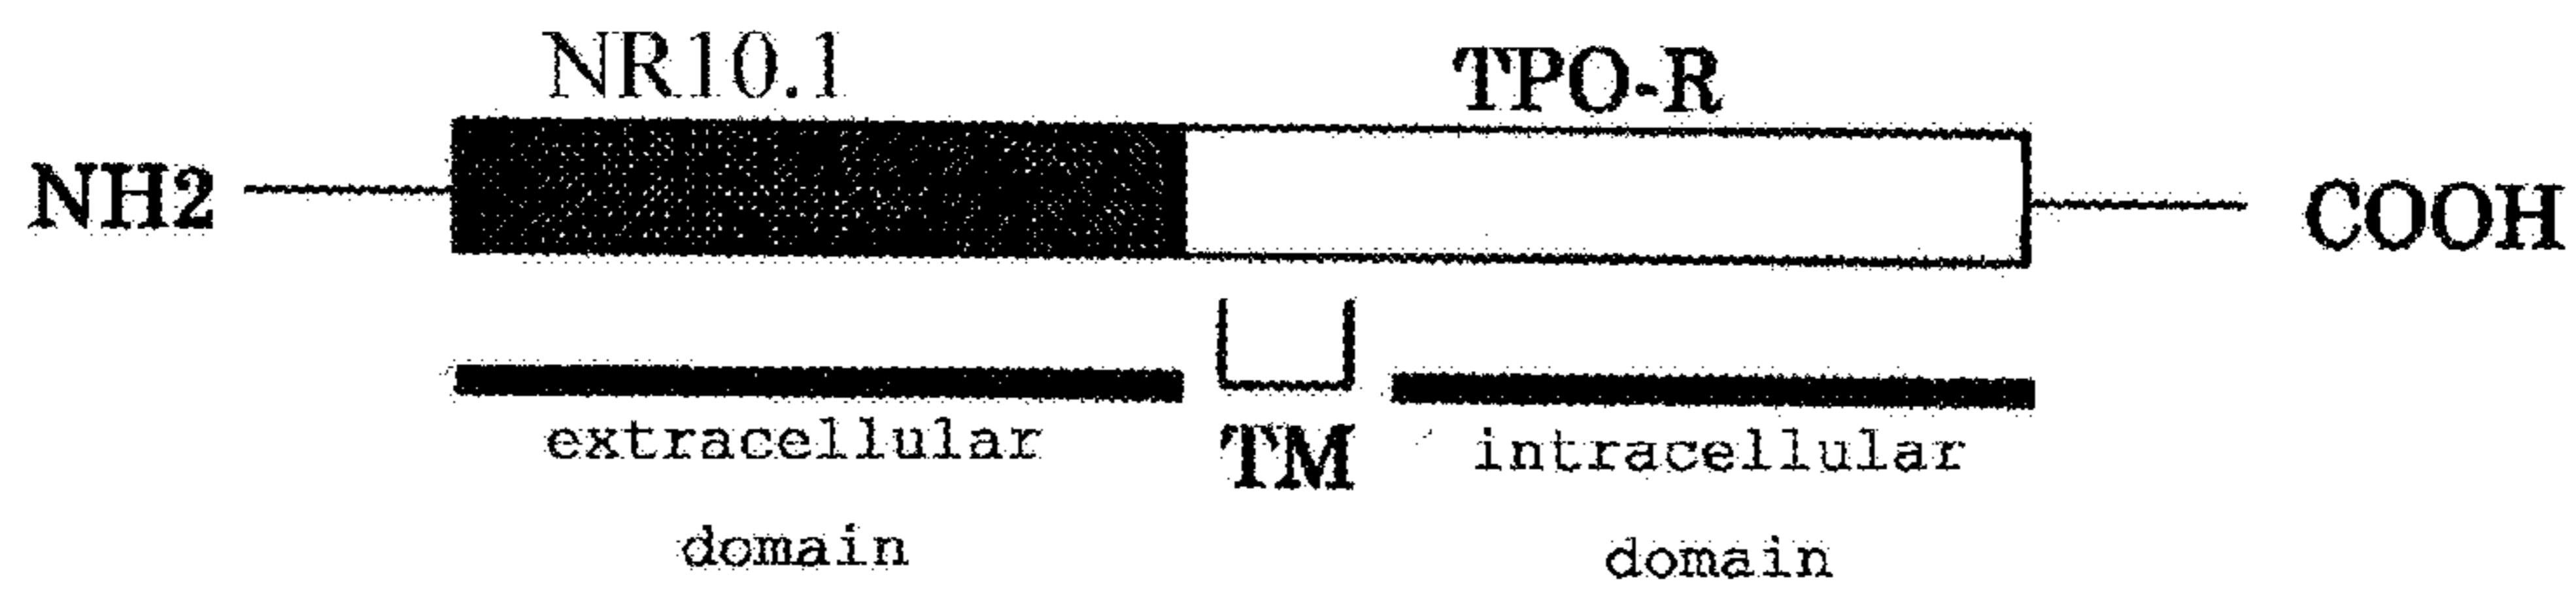 NR10.1
TPO-R
NH2
COOH
extracellular
domain
TM
intracellular
domain